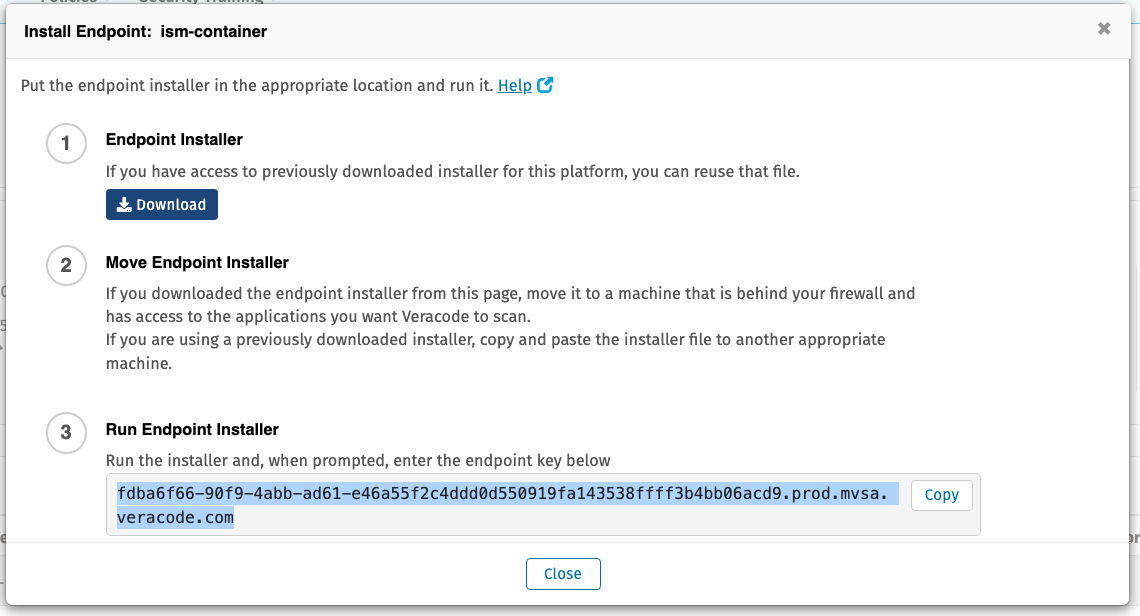 Policies Security Training
Install Endpoint: ism-container
✖
Put the endpoint installer in the appropriate location and run it. Help
1
Endpoint Installer
If you have access to previously downloaded installer for this platform, you can reuse that file.
Download
2
Move Endpoint Installer
If you downloaded the endpoint installer from this page, move it to a machine that is behind your firewall and
has access to the applications you want Veracode to scan.
If you are using a previously downloaded installer, copy and paste the installer file to another appropriate
machine.
3
Run Endpoint Installer
Run the installer and, when prompted, enter the endpoint key below
fdba6f66-90f9-4abb-ad61-e46a55f2c4ddd0d550919fa143538ffff3b4bb06acd9.prod.mvsa.
veracode.com
Copy
Close